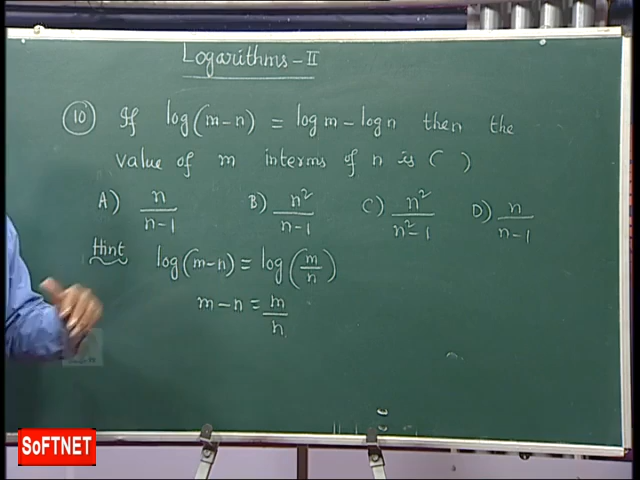 Logarithms - II
10 If log(m-n) = log m - log n then the
value of m interms of n is ( )
A) n/n-1 B) n²/n-1 C) n²/n²-1 D) n/n-1
Hint log(m-n) = log(m/n)
m-n = m/n
SoFTNET